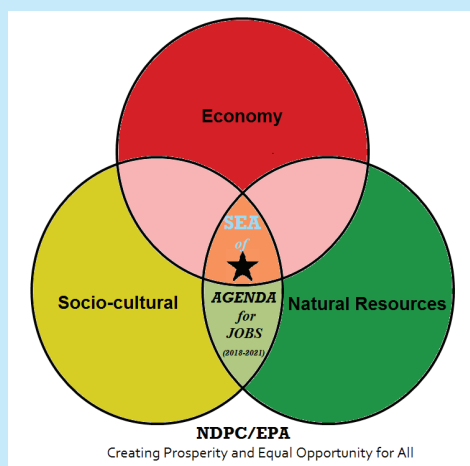 Economy
SEA
of
Socio-cultural
AGENDA
for
JOBS
(2018-2021)
Natural Resources
NDPC/EPA
Creating Prosperity and Equal Opportunity for All